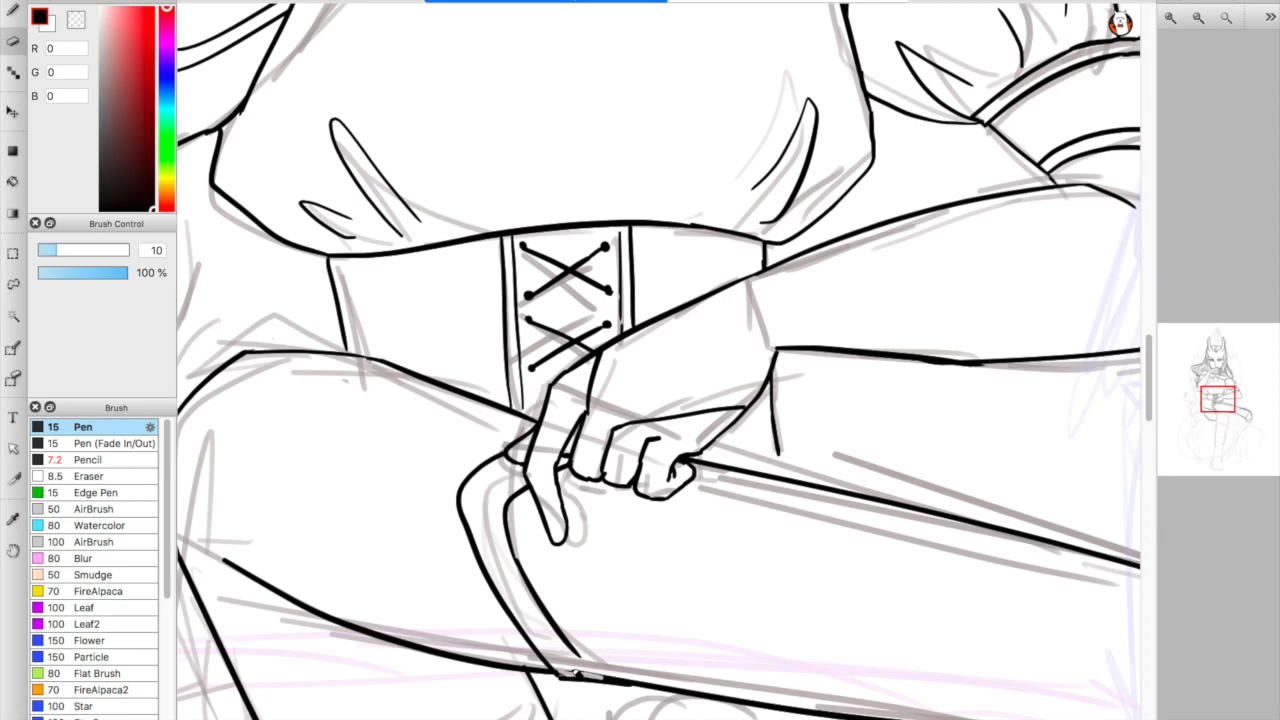 R 0
G 0
B 0
Brush Control
10
100 %
Brush
15 Pen
15 Pen (Fade In/Out)
7.2 Pencil
8.5 Eraser
15 Edge Pen
50 AirBrush
80 Watercolor
100 AirBrush
80 Blur
50 Smudge
70 FireAlpaca
100 Leaf
100 Leaf2
150 Flower
150 Particle
80 Flat Brush
70 FireAlpaca2
100 Star